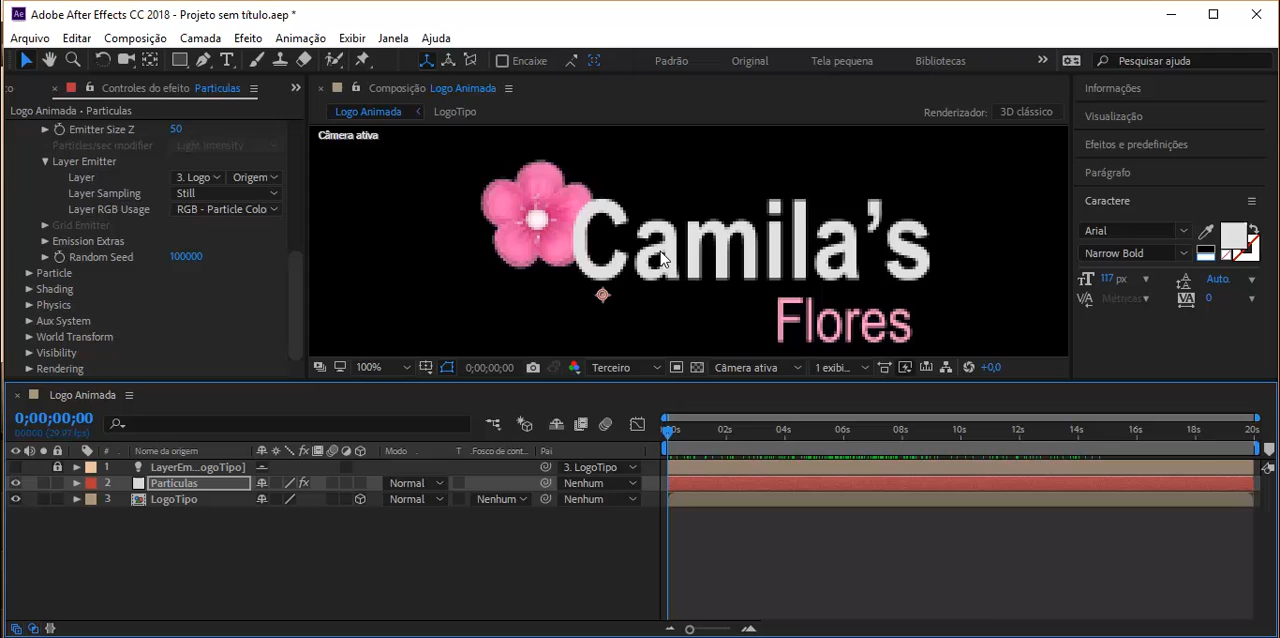 Ae Adobe After Effects CC 2018 - Projeto sem título.aep *
Arquivo Editar Composição Camada Efeito Animação Exibir Janela Ajuda
T Encaixe Padrão Original Tela pequena Bibliotecas Pesquisar ajuda
Controles do efeito Particulas
Composição Logo Animada
Informações
Logo Animada • Particulas
Logo Animada LogoTipo
Renderizador: 3D clássico
Visualização
Emitter Size Z 50
Câmera ativa
Efeitos e predefinições
Particles/sec modifier Light Intensity
Layer Emitter
Parágrafo
Layer 3. Logo Origem
Layer Sampling Still
Caractere
Layer RGB Usage RGB - Particle Colo
Grid Emitter
Arial
Emission Extras
Narrow Bold
Random Seed 100000
117 px Auto.
Particle
Shading
Métricas 0
Physics
Aux System
World Transform
Visibility
Rendering
Camila’s
Flores
100% 0;00;00;00 Terceiro Câmera ativa 1 exibi... +0,0
Logo Animada
0;00;00;00
00000 (29.97 fps)
00s 02s 04s 06s 08s 10s 12s 14s 16s 18s 20s
# Nome da origem fx Modo T .Fosco de cont... Pai
1 LayerEm...ogoTipo] 3. LogoTipo
2 Particulas fx Normal Nenhum
3 LogoTipo Normal Nenhum Nenhum